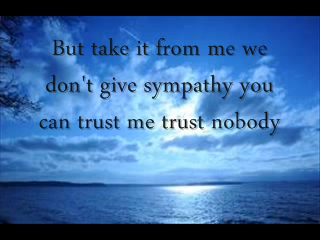 But take it from me we
don't give sympathy you
can trust me trust nobody